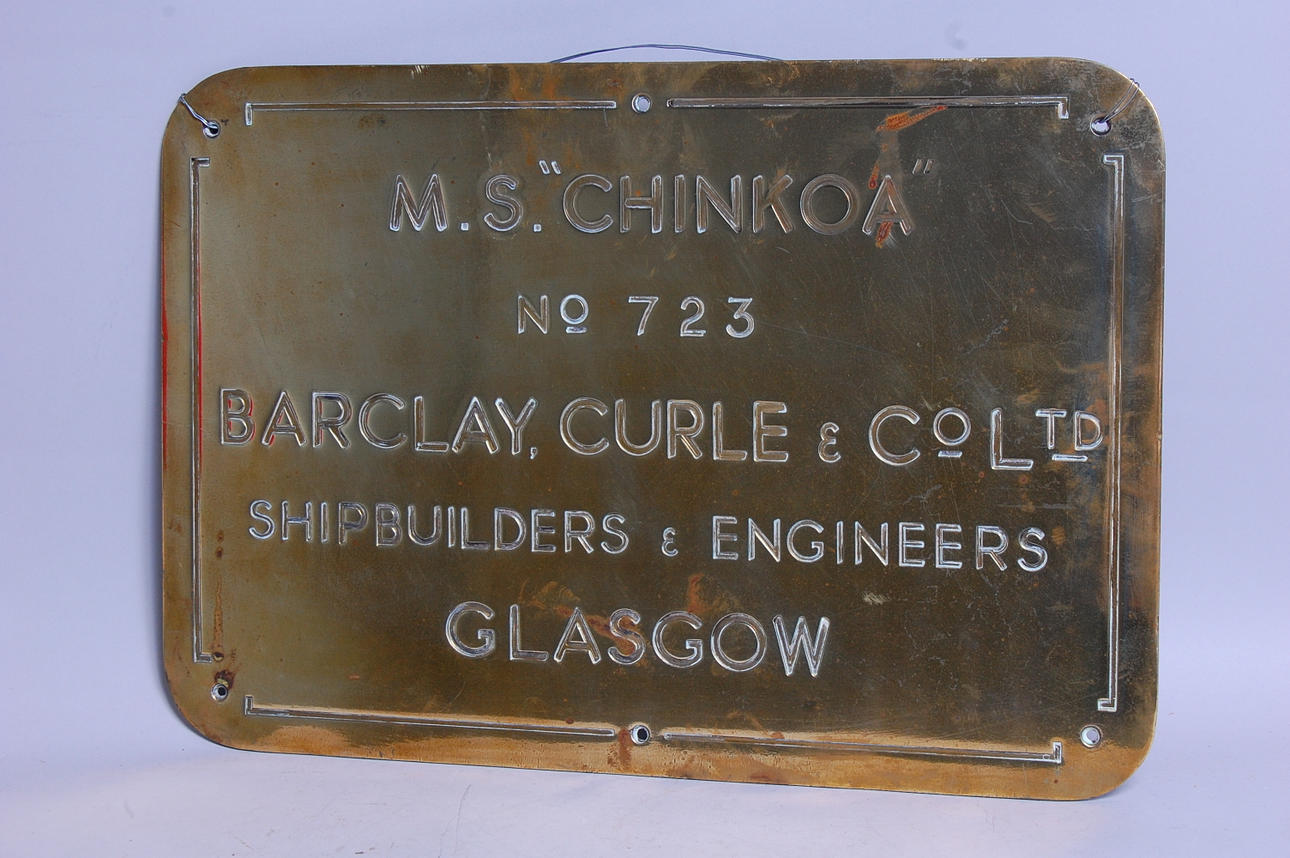 M.S. "CHINKOA"
No 723
BARCLAY, CURLE & Co LTD
SHIPBUILDERS & ENGINEERS
GLASGOW